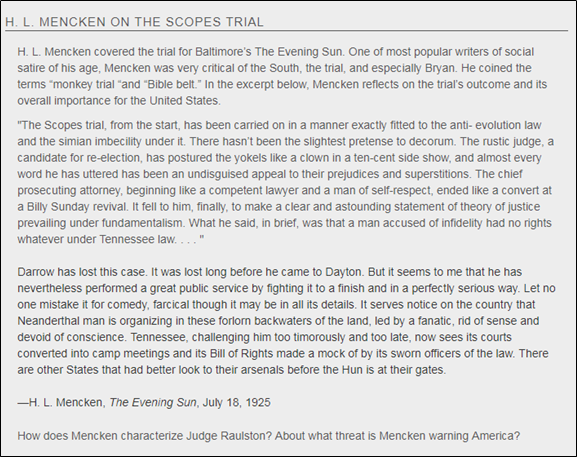 H. L. MENCKEN ON THE SCOPES TRIAL
H. L. Mencken covered the trial for Baltimore's The Evening Sun. One of most popular writers of social
satire of his age, Mencken was very critical of the South, the trial, and especially Bryan. He coined the
terms “monkey trial “and “Bible belt.” In the excerpt below, Mencken reflects on the trial's outcome and its
overall importance for the United States.
"The Scopes trial, from the start, has been carried on in a manner exactly fitted to the anti- evolution law
and the simian imbecility under it. There hasn't been the slightest pretense to decorum. The rustic judge, a
candidate for re-election, has postured the yokels like a clown in a ten-cent side show, and almost every
word he has uttered has been an undisguised appeal to their prejudices and superstitions. The chief
prosecuting attorney, beginning like a competent lawyer and a man of self-respect, ended like a convert at
a Billy Sunday revival. It fell to him, finally, to make a clear and astounding statement of theory of justice
prevailing under fundamentalism. What he said, in brief, was that a man accused of infidelity had no rights
whatever under Tennessee law. . . . "
Darrow has lost this case. It was lost long before he came to Dayton. But it seems to me that he has
nevertheless performed a great public service by fighting it to a finish and in a perfectly serious way. Let no
one mistake it for comedy, farcical though it may be in all its details. It serves notice on the country that
Neanderthal man is organizing in these forlorn backwaters of the land, led by a fanatic, rid of sense and
devoid of conscience. Tennessee, challenging him too timorously and too late, now sees its courts
converted into camp meetings and its Bill of Rights made a mock of by its sworn officers of the law. There
are other States that had better look to their arsenals before the Hun is at their gates.
—H. L. Mencken, The Evening Sun, July 18, 1925
How does Mencken characterize Judge Raulston? About what threat is Mencken warning America?